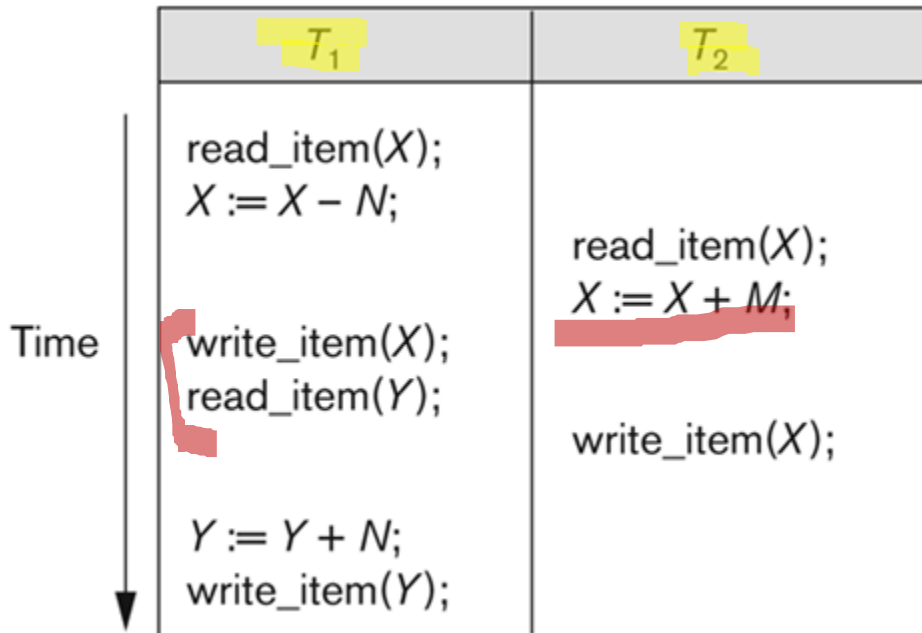 T₁ T₂
read_item(X);
X := X – N;
read_item(X);
X := X + M;
Time
write_item(X);
read_item(Y);
write_item(X);
Y := Y + N;
write_item(Y);